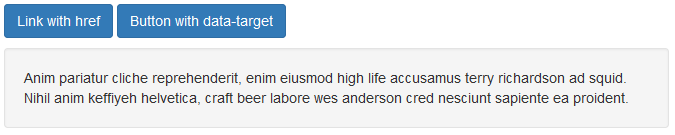 Link with href Button with data-target
Anim pariatur cliche reprehenderit, enim eiusmod high life accusamus terry richardson ad squid.
Nihil anim keffiyeh helvetica, craft beer labore wes anderson cred nesciunt sapiente ea proident.